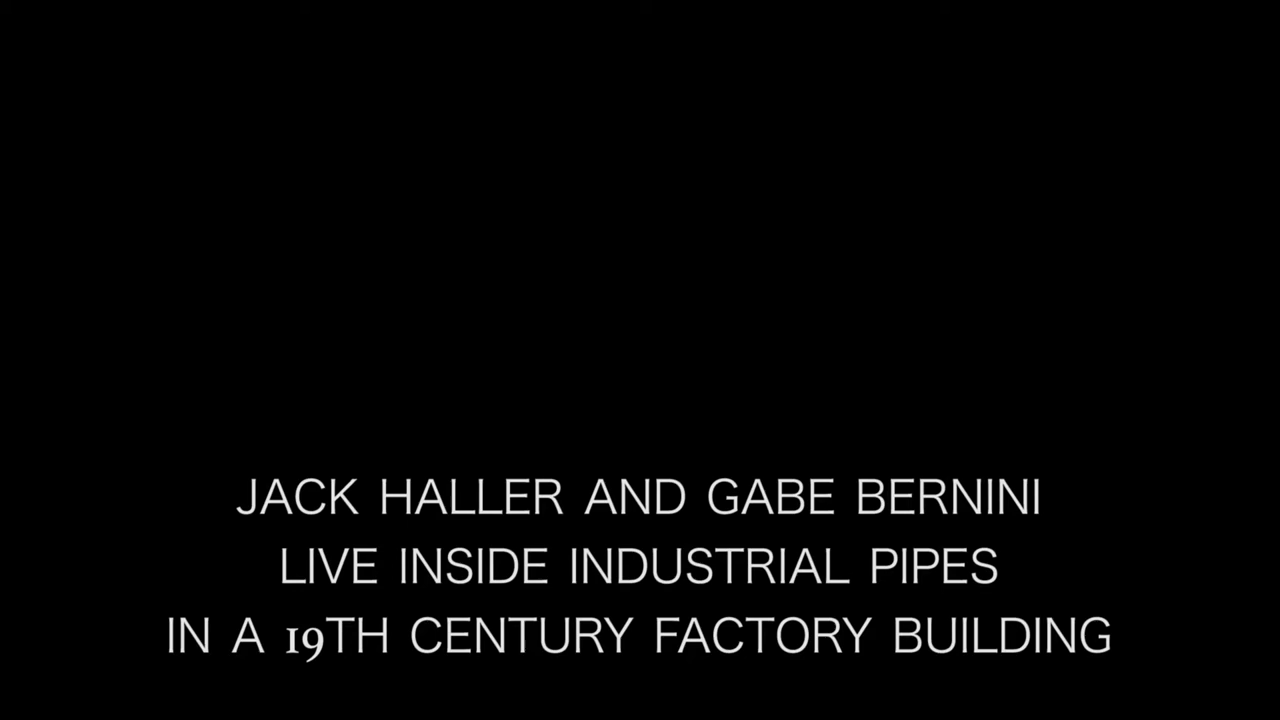 JACK HALLER AND GABE BERNINI
LIVE INSIDE INDUSTRIAL PIPES
IN A 19TH CENTURY FACTORY BUILDING